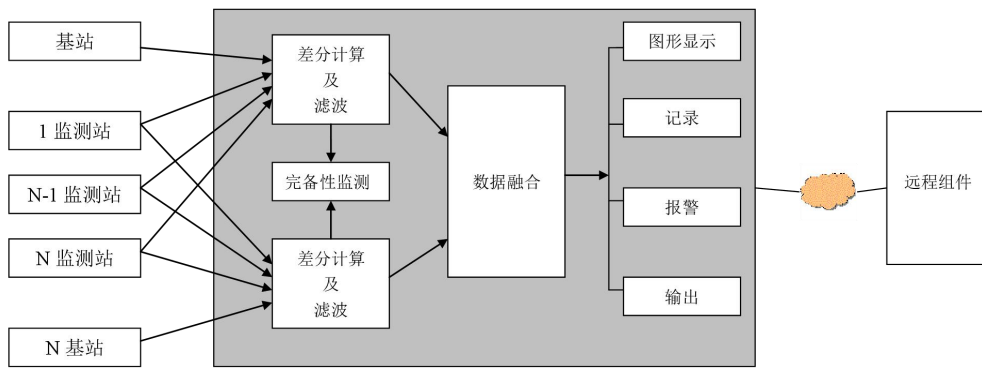 基站
1 监测站
N-1 监测站
N 监测站
N 基站
差分计算
及
滤波
完备性监测
差分计算
及
滤波
数据融合
图形显示
记录
报警
输出
远程组件